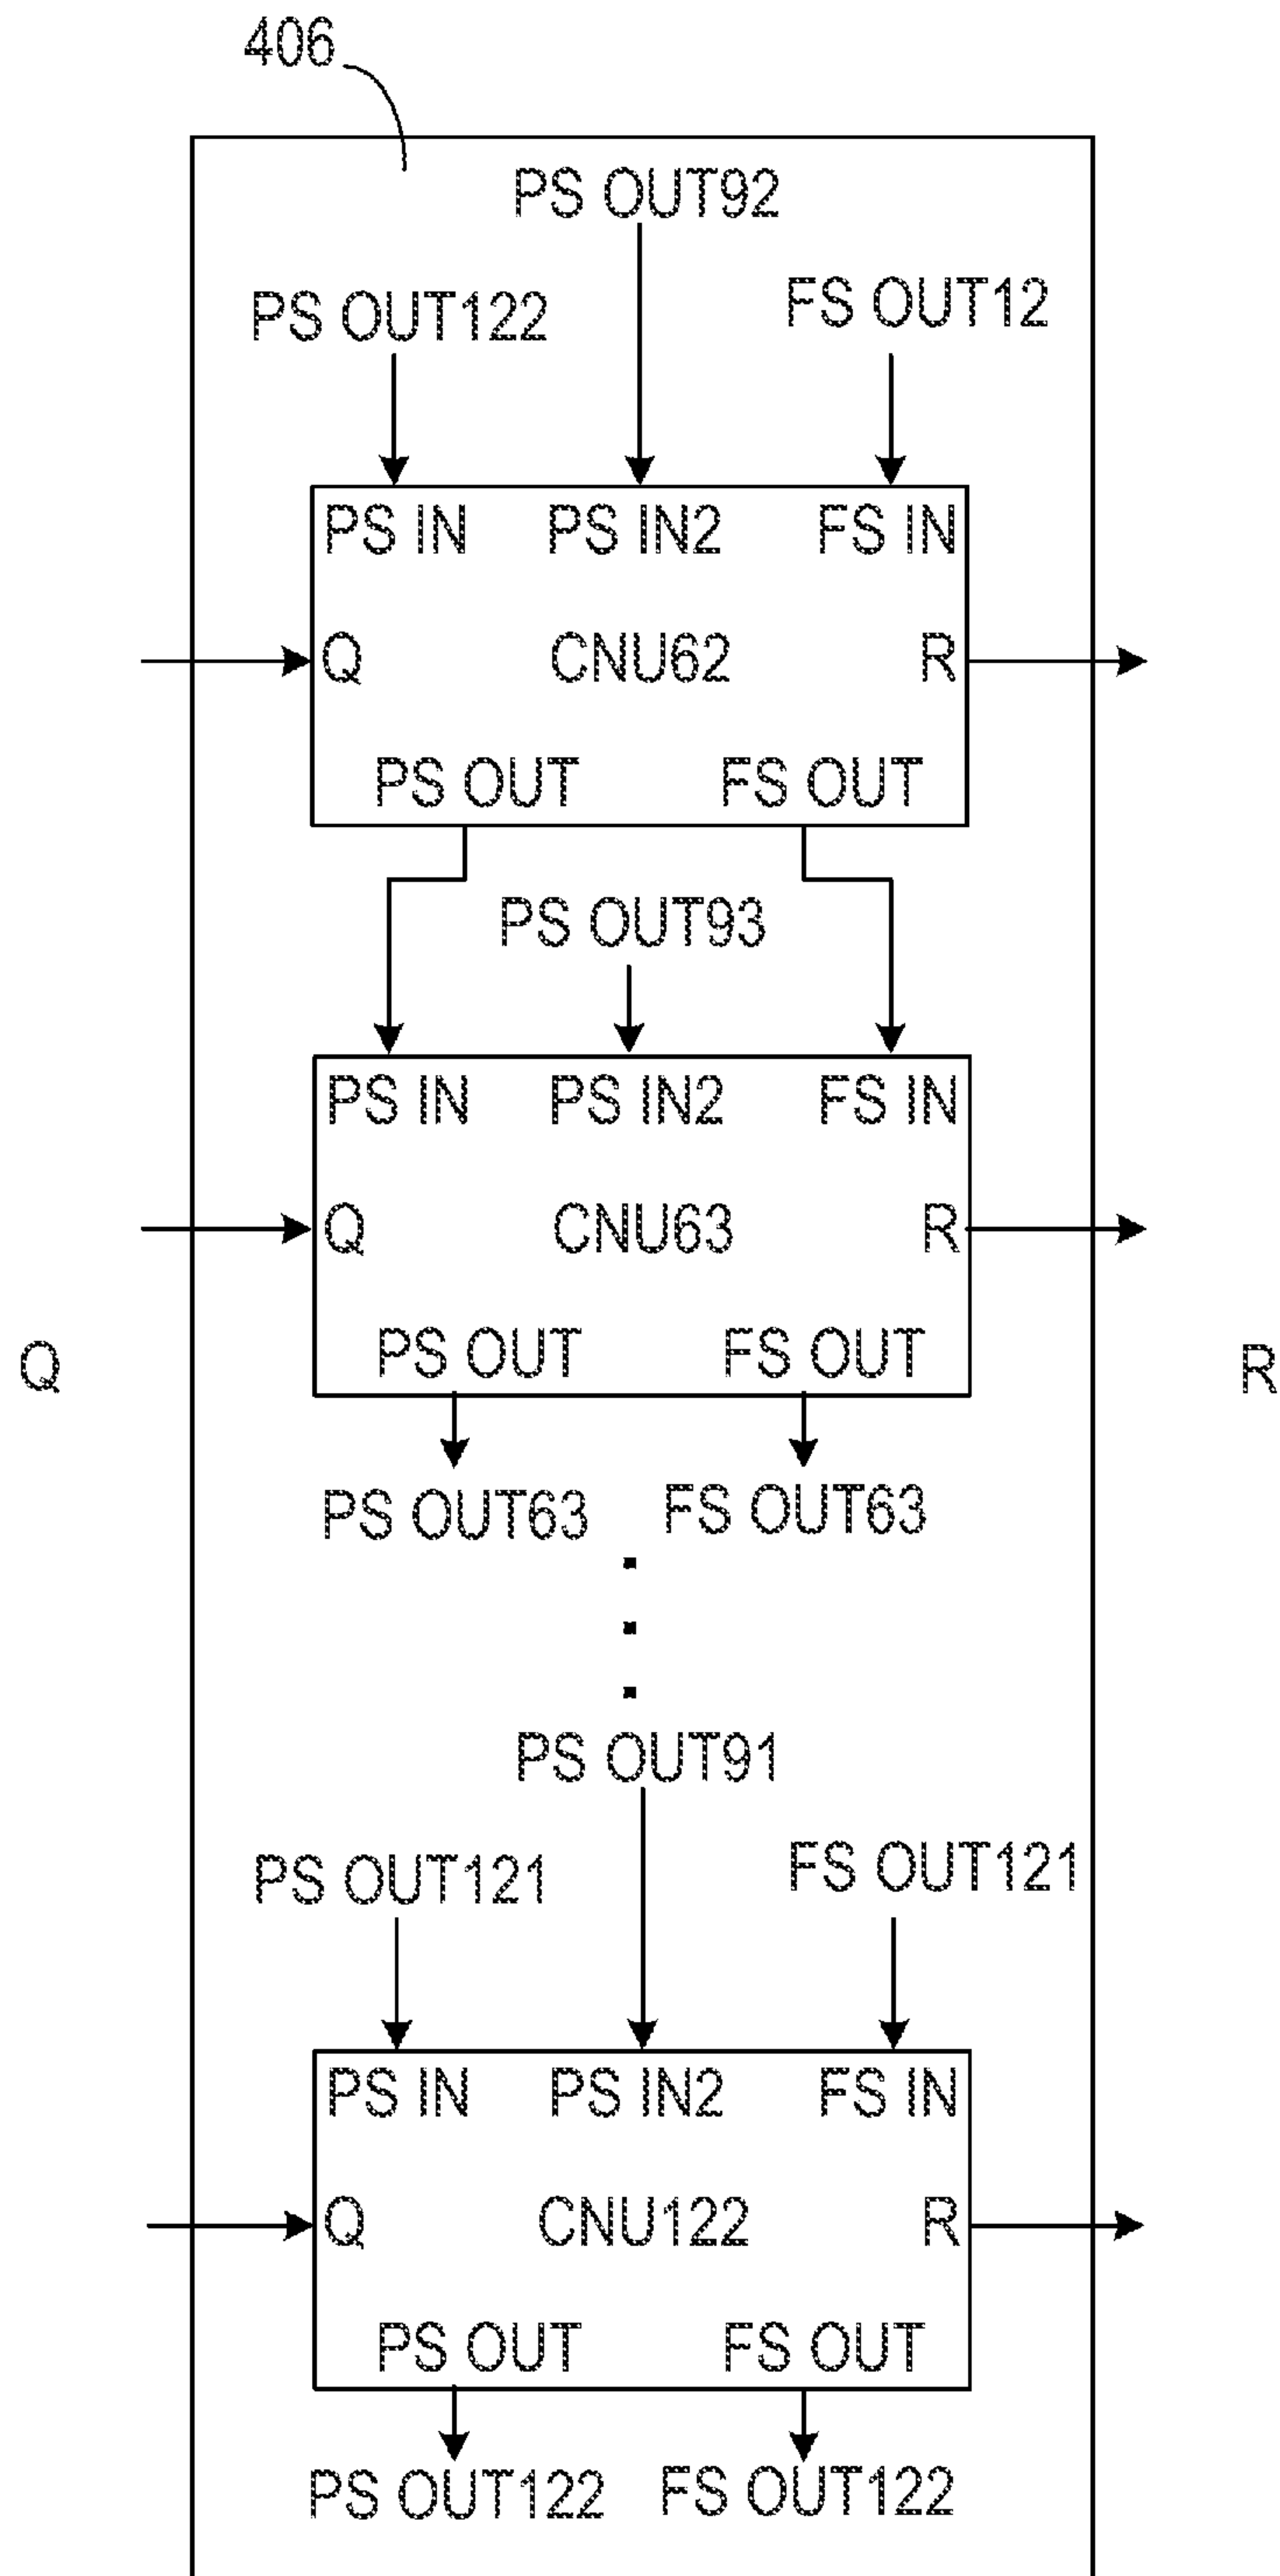 406
PS OUT92
PS OUT122
FS OUT12
PS IN PS IN2 FS IN
Q CNU62 R
PS OUT FS OUT
PS OUT93
PS IN PS IN2 FS IN
Q CNU63 R
PS OUT FS OUT
Q
R
PS OUT63 FS OUT63
PS OUT91
PS OUT121
FS OUT121
PS IN PS IN2 FS IN
Q CNU122 R
PS OUT FS OUT
PS OUT122 FS OUT122